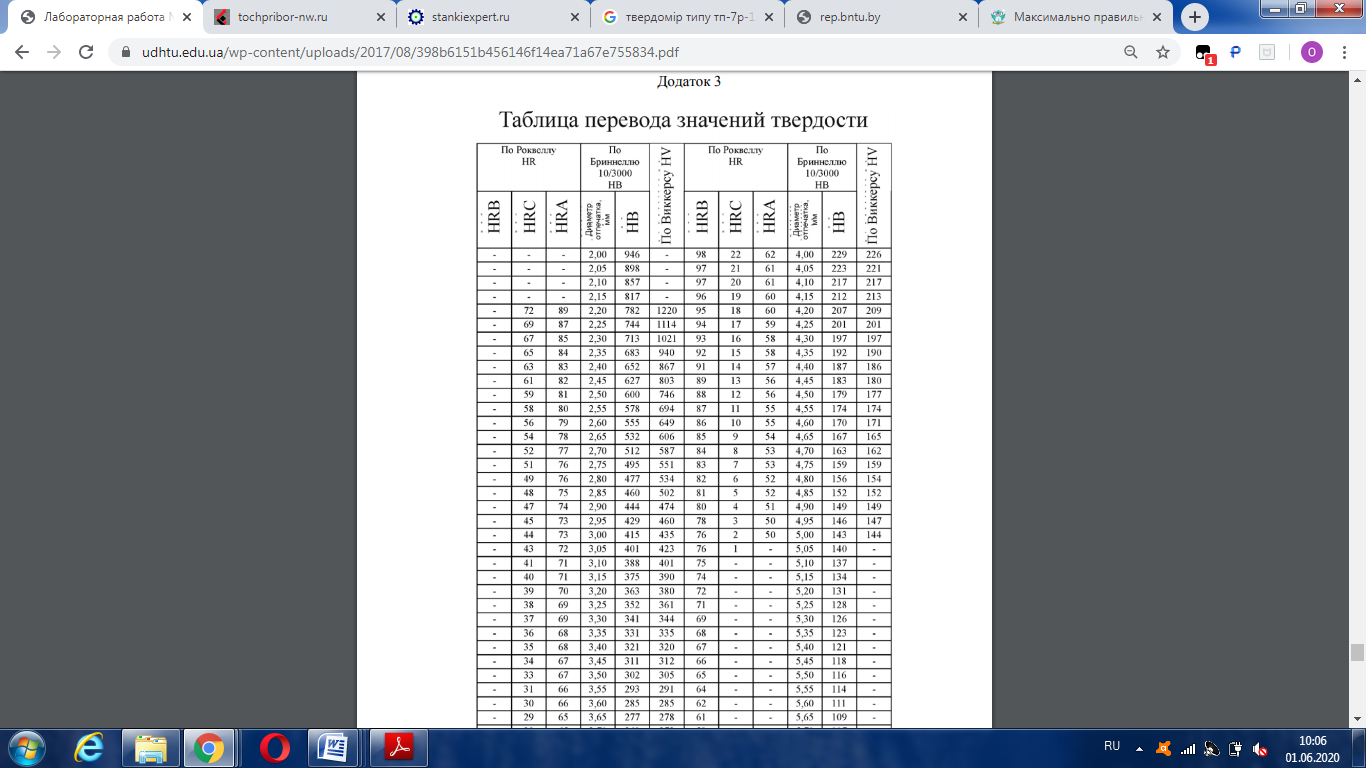 Лабораторная работа №
tochpribor-nw.ru
stankiexpert.ru
твердомір типу тп-7р-1
rep.bntu.by
Максимально правильн
udhtu.edu.ua/wp-content/uploads/2017/08/398b6151b456146f14ea71a67e755834.pdf
1
O
Додаток 3
Таблица перевода значений твердости
По Роквеллу HR По Бриннеллю 10/3000 HB По Виккерсу HV По Роквеллу HR По Бриннеллю 10/3000 HB По Виккерсу HV
HRB HRC HRA Диаметр отпечатка, мм HB HRB HRC HRA Диаметр отпечатка, мм HB
- - - 2,00 946 - 98 22 62 4,00 229 226
- - - 2,05 898 - 97 21 61 4,05 223 221
- - - 2,10 857 - 97 20 61 4,10 217 217
- - - 2,15 817 - 96 19 60 4,15 212 213
- 72 89 2,20 782 1220 95 18 60 4,20 207 209
- 69 87 2,25 744 1114 94 17 59 4,25 201 201
- 67 85 2,30 713 1021 93 16 58 4,30 197 197
- 65 84 2,35 683 940 92 15 58 4,35 192 190
- 63 83 2,40 652 867 91 14 57 4,40 187 186
- 61 82 2,45 627 803 89 13 56 4,45 183 180
- 59 81 2,50 600 746 88 12 56 4,50 179 177
- 58 80 2,55 578 694 87 11 55 4,55 174 174
- 56 79 2,60 555 649 86 10 55 4,60 170 171
- 54 78 2,65 532 606 85 9 54 4,65 167 165
- 52 77 2,70 512 587 84 8 53 4,70 163 162
- 51 76 2,75 495 551 83 7 53 4,75 159 159
- 49 76 2,80 477 534 82 6 52 4,80 156 154
- 48 75 2,85 460 502 81 5 52 4,85 152 152
- 47 74 2,90 444 474 80 4 51 4,90 149 149
- 45 73 2,95 429 460 78 3 50 4,95 146 147
- 44 73 3,00 415 435 76 2 50 5,00 143 144
- 43 72 3,05 401 423 76 1 - 5,05 140 -
- 41 71 3,10 388 401 75 - - 5,10 137 -
- 40 71 3,15 375 390 74 - - 5,15 134 -
- 39 70 3,20 363 380 72 - - 5,20 131 -
- 38 69 3,25 352 361 71 - - 5,25 128 -
- 37 69 3,30 341 344 69 - - 5,30 126 -
- 36 68 3,35 331 335 68 - - 5,35 123 -
- 35 68 3,40 321 320 67 - - 5,40 121 -
- 34 67 3,45 311 312 66 - - 5,45 118 -
- 33 67 3,50 302 305 65 - - 5,50 116 -
- 31 66 3,55 293 291 64 - - 5,55 114 -
- 30 66 3,60 285 285 62 - - 5,60 111 -
- 29 65 3,65 277 278 61 - - 5,65 109 -
RU
10:06
01.06.2020